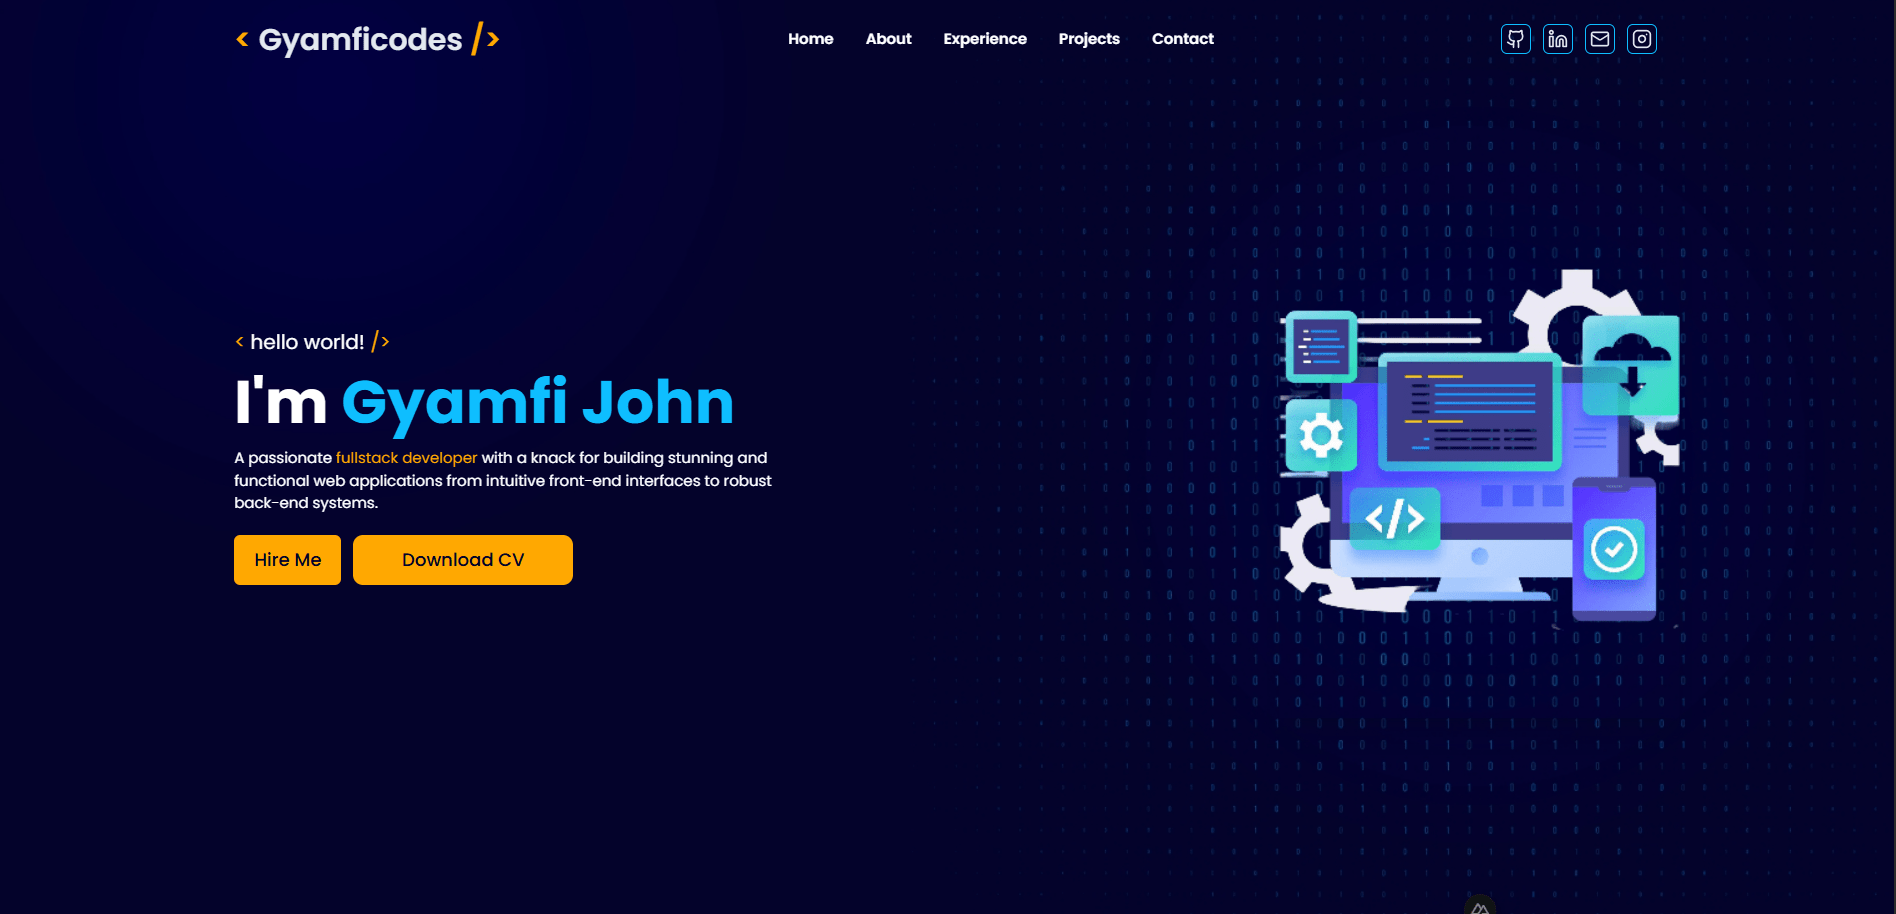 < Gyamficodes />
Home About Experience Projects Contact
< hello world! />
I'm Gyamfi John
A passionate fullstack developer with a knack for building stunning and
functional web applications from intuitive front-end interfaces to robust
back-end systems.
Hire Me Download CV